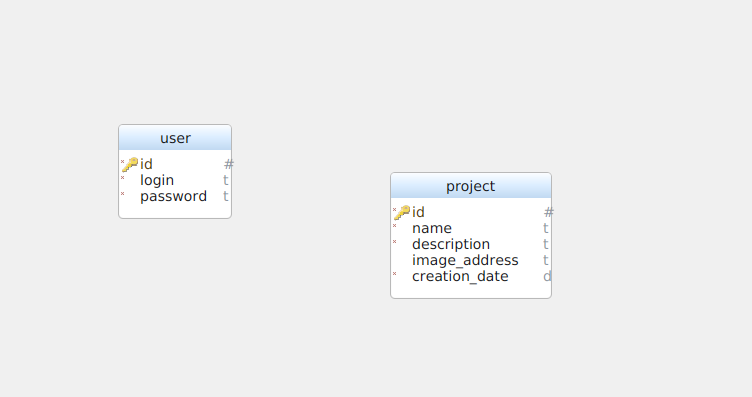 user
* id #
* login t
* password t
project
* id #
* name t
* description t
image_address t
* creation_date d